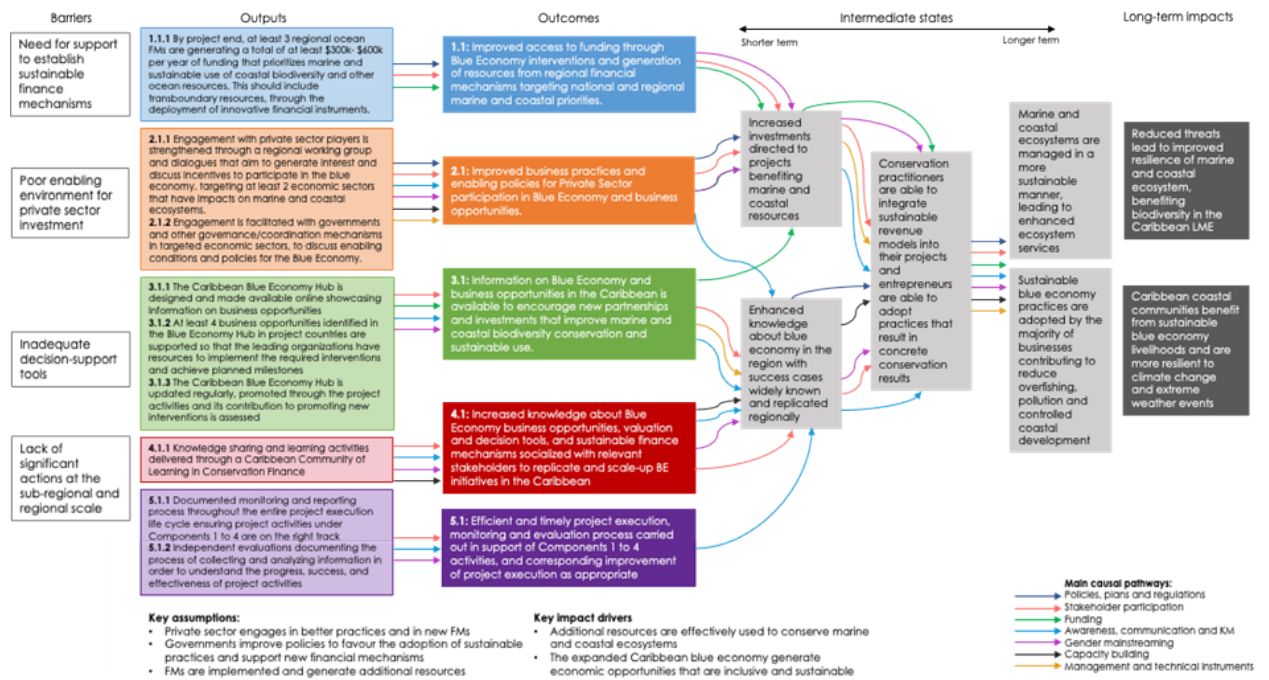 Barriers
Outputs
Outcomes
Intermediate states
Long-term impacts
Shorter term
Longer term
Need for support
to establish
sustainable
finance
mechanisms
Poor enabling
environment for
private sector
investment
Inadequate
decision-support
tools
Lack of
significant
actions at the
sub-regional and
regional scale
1.1.1 By project end, at least 3 regional ocean
FMs are generating a total of at least $300k- $600k
per year of funding that prioritizes marine and
sustainable use of coastal biodiversity and other
ocean resources. This should include
transboundary resources, through the
deployment of innovative financial instruments.
2.1.1 Engagement with private sector players is
strengthened through a regional working group
and dialogues that aim to generate interest and
discuss incentives to participate in the blue
economy, targeting at least 2 economic sectors
that have impacts on marine and coastal
ecosystems.
2.1.2 Engagement is facilitated with governments
and other governance/coordination mechanisms
in targeted economic sectors, to discuss enabling
conditions and policies for the Blue Economy.
3.1.1 The Caribbean Blue Economy Hub is
designed and made available online showcasing
information on business opportunities
3.1.2 At least 4 business opportunities identified in
the Blue Economy Hub in project countries are
supported so that the leading organizations have
resources to implement the required interventions
and achieve planned milestones
3.1.3 The Caribbean Blue Economy Hub is
updated regularly, promoted through the project
activities and its contribution to promoting new
interventions is assessed
4.1.1 Knowledge sharing and learning activities
delivered through a Caribbean Community of
Learning in Conservation Finance
5.1.1 Documented monitoring and reporting
process throughout the entire project execution
life cycle ensuring project activities under
Components 1 to 4 are on the right track
5.1.2 Independent evaluations documenting the
process of collecting and analyzing information in
order to understand the progress, success, and
effectiveness of project activities
1.1: Improved access to funding through
Blue Economy interventions and generation
of resources from regional financial
mechanisms targeting national and regional
marine and coastal priorities.
2.1: Improved business practices and
enabling policies for Private Sector
participation in Blue Economy and business
opportunities.
3.1: Information on Blue Economy and
business opportunities in the Caribbean is
available to encourage new partnerships
and investments that improve marine and
coastal biodiversity conservation and
sustainable use.
4.1: Increased knowledge about Blue
Economy business opportunities, valuation
and decision tools, and sustainable finance
mechanisms socialized with relevant
stakeholders to replicate and scale-up BE
initiatives in the Caribbean
5.1: Efficient and timely project execution,
monitoring and evaluation process carried
out in support of Components 1 to 4
activities, and corresponding improvement
of project execution as appropriate
Increased
investments
directed to
projects
benefiting
marine and
coastal
resources
Enhanced
knowledge
about blue
economy in the
region with
success cases
widely known
and replicated
regionally
Conservation
practitioners
are able to
integrate
sustainable
revenue
models into
their projects
and
entrepreneurs
are able to
adopt
practices that
result in
concrete
conservation
results
Marine and
coastal
ecosystems are
managed in a
more
sustainable
manner,
leading to
enhanced
ecosystem
services
Sustainable
blue economy
practices are
adopted by the
majority of
businesses
contributing to
reduce
overfishing,
pollution and
controlled
coastal
development
Reduced threats
lead to improved
resilience of marine
and coastal
ecosystem,
benefiting
biodiversity in the
Caribbean LME
Caribbean coastal
communities benefit
from sustainable
blue economy
livelihoods and are
more resilient to
climate change
and extreme
weather events
Key assumptions:
• Private sector engages in better practices and in new FMs
• Governments improve policies to favour the adoption of sustainable
practices and support new financial mechanisms
• FMs are implemented and generate additional resources
Key impact drivers
• Additional resources are effectively used to conserve marine
and coastal ecosystems
• The expanded Caribbean blue economy generate
economic opportunities that are inclusive and sustainable
Main causal pathways:
Policies, plans and regulations
Stakeholder participation
Funding
Awareness, communication and KM
Gender mainstreaming
Capacity building
Management and technical instruments